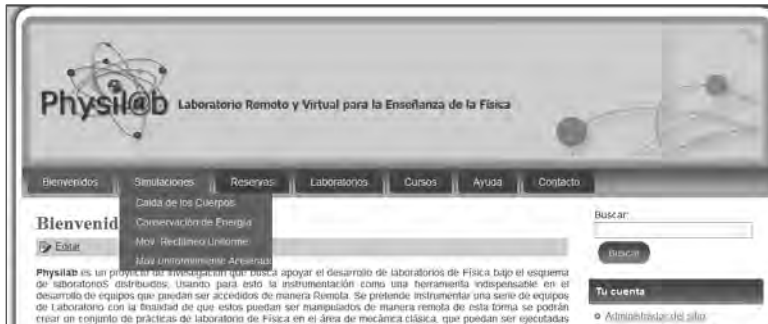 Physil@b Laboratorio Remoto y Virtual para la Enseñanza de la Física
Bienvenidos Simulaciones Reservas Laboratorios Cursos Ayuda Contacto
Caida de los Cuerpos
Conservación de Energía
Mov. Rectilíneo Uniforme
Mov uniformemente Acelerado
Bienvenid
Editar
Physilab es un proyecto de investigación que busca apoyar el desarrollo de laboratorios de Física bajo el esquema
de laboratorios distribuidos, Usando para esto la instrumentación como una herramienta indispensable en el
desarrollo de equipos que puedan ser accedidos de manera Remota. Se pretende instrumentar una serie de equipos
de Laboratorio con la finalidad de que estos puedan ser manipulados de manera remota de esta forma se podrán
crear un conjunto de prácticas de laboratorio de Física en el área de mecánica clásica, que puedan ser ejecutadas
Buscar:
Buscar
Tu cuenta
Administrador del sitio